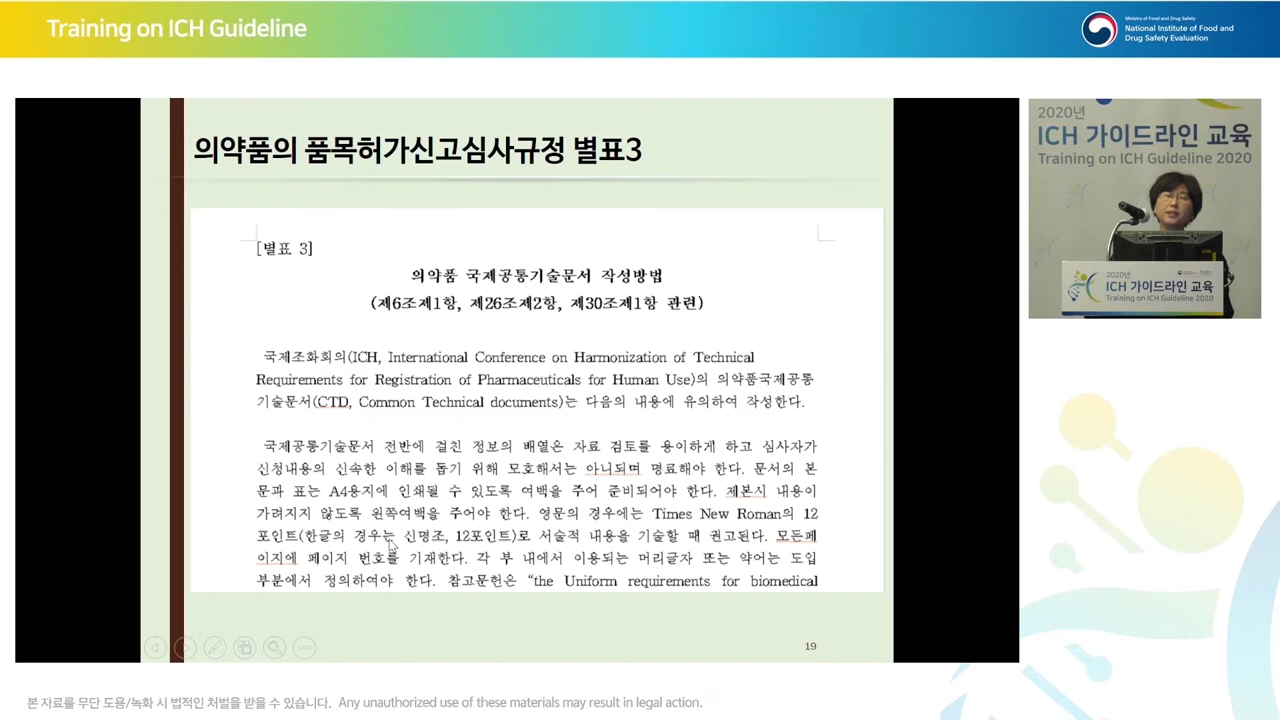 Training on ICH Guideline
Ministry of Food and Drug Safety
National Institute of Food and
Drug Safety Evaluation
의약품의 품목허가신고심사규정 별표3
[별표 3]
의약품 국제공통기술문서 작성방법
(제6조제1항, 제26조제2항, 제30조제1항 관련)
국제조화회의(ICH, International Conference on Harmonization of Technical
Requirements for Registration of Pharmaceuticals for Human Use)의 의약품국제공통
기술문서(CTD, Common Technical documents)는 다음의 내용에 유의하여 작성한다.
국제공통기술문서 전반에 걸친 정보의 배열은 자료 검토를 용이하게 하고 심사자가
신청내용의 신속한 이해를 돕기 위해 모호해서는 아니되며 명료해야 한다. 문서의 본
문과 표는 A4용지에 인쇄될 수 있도록 여백을 주어 준비되어야 한다. 제본시 내용이
가려지지 않도록 왼쪽여백을 주어야 한다. 영문의 경우에는 Times New Roman의 12
포인트(한글의 경우는 신명조, 12포인트)로 서술적 내용을 기술할 때 권고된다. 모든페
이지에 페이지 번호를 기재한다. 각 부 내에서 이용되는 머리글자 또는 약어는 도입
부분에서 정의하여야 한다. 참고문헌은 "the Uniform requirements for biomedical
19
2020년
ICH 가이드라인 교육
Training on ICH Guideline 2020
2020년
ICH 가이드라인 교육
Training on ICH Guideline 2020
본 자료를 무단 도용/녹화 시 법적인 처벌을 받을 수 있습니다. Any unauthorized use of these materials may result in legal action.